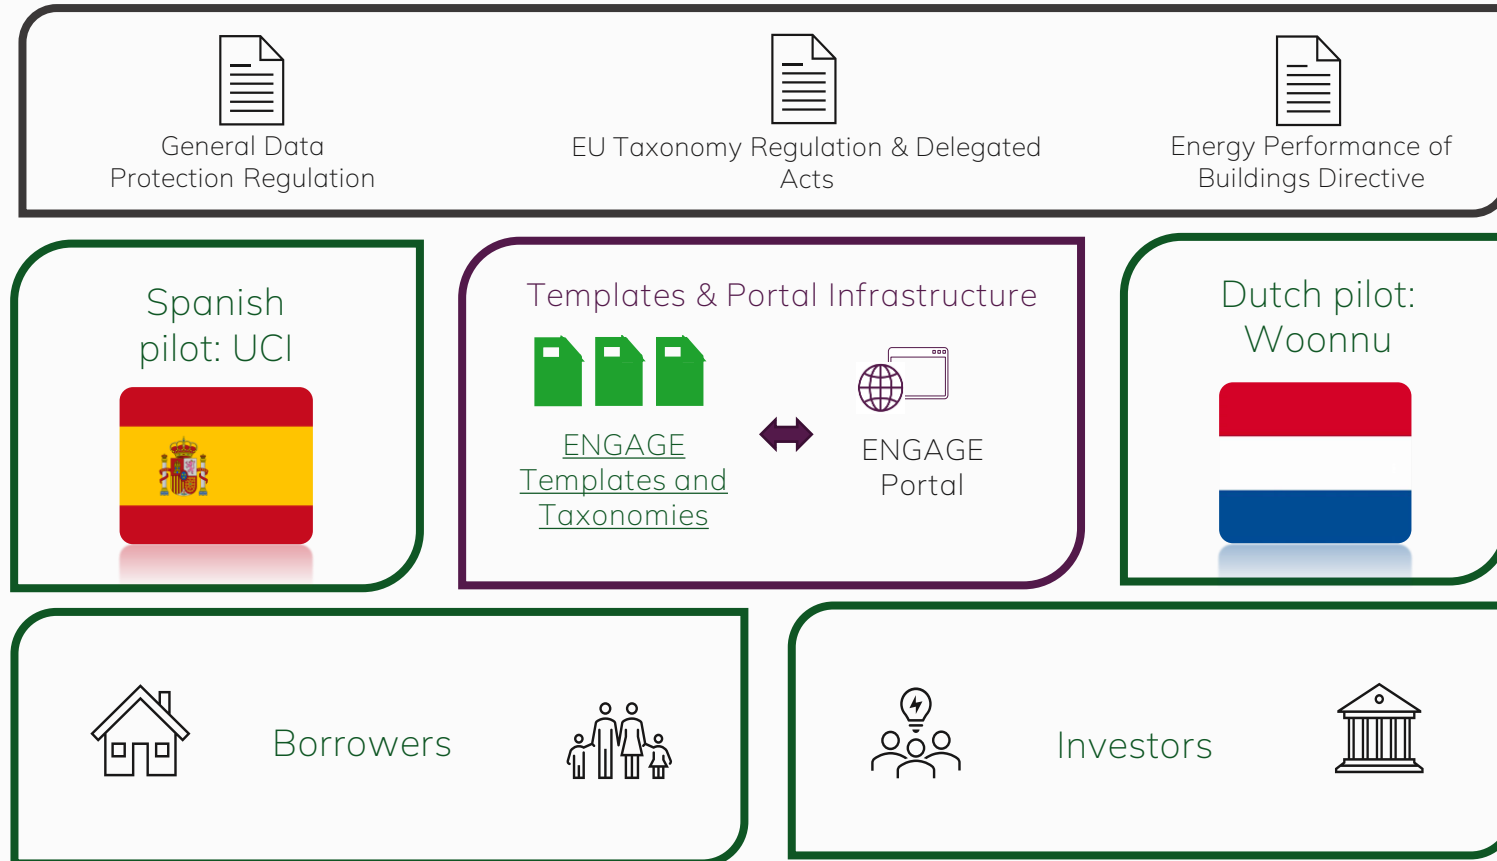 General Data
Protection Regulation
EU Taxonomy Regulation & Delegated
Acts
Energy Performance of
Buildings Directive
Spanish
pilot: UCI
Templates & Portal Infrastructure
ENGAGE
Templates and
Taxonomies
ENGAGE
Portal
Dutch pilot:
Woonnu
Borrowers
Investors